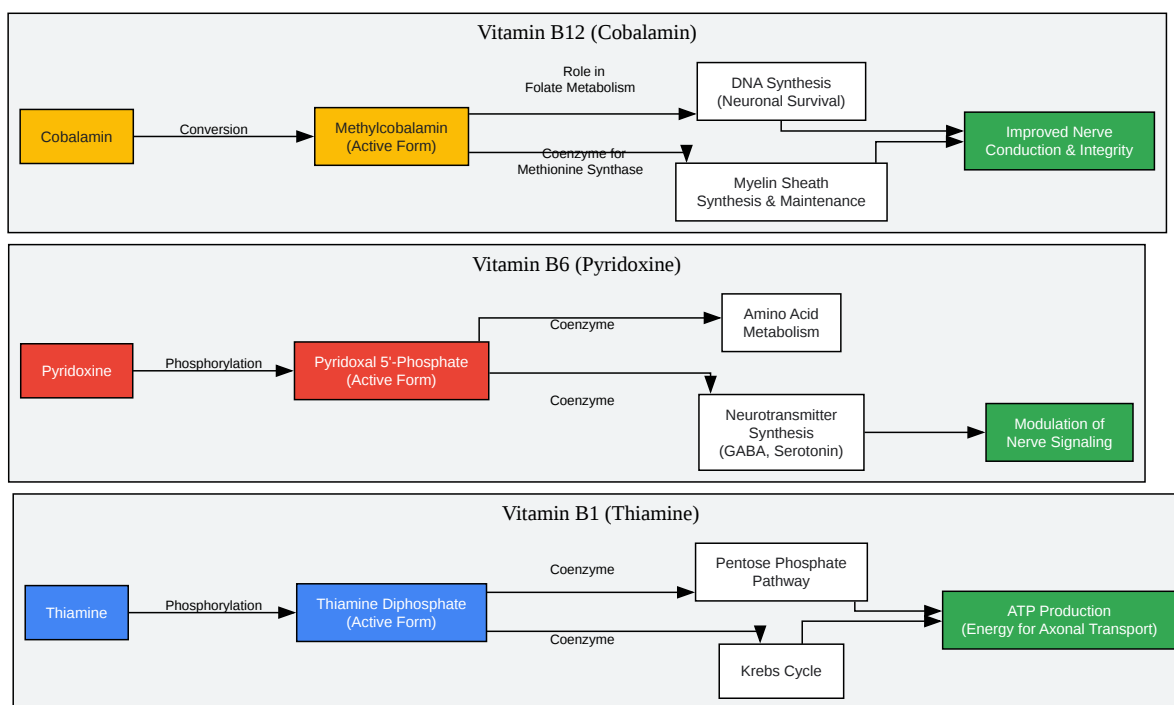 Vitamin B12 (Cobalamin)
Cobalamin
Conversion
Methylcobalamin
(Active Form)
Role in
Folate Metabolism
Coenzyme for
Methionine Synthase
DNA Synthesis
(Neuronal Survival)
Myelin Sheath
Synthesis & Maintenance
Improved Nerve
Conduction & Integrity
Vitamin B6 (Pyridoxine)
Pyridoxine
Phosphorylation
Pyridoxal 5'-Phosphate
(Active Form)
Coenzyme
Coenzyme
Amino Acid
Metabolism
Neurotransmitter
Synthesis
(GABA, Serotonin)
Modulation of
Nerve Signaling
Vitamin B1 (Thiamine)
Thiamine
Phosphorylation
Thiamine Diphosphate
(Active Form)
Coenzyme
Coenzyme
Pentose Phosphate
Pathway
Krebs Cycle
ATP Production
(Energy for Axonal Transport)